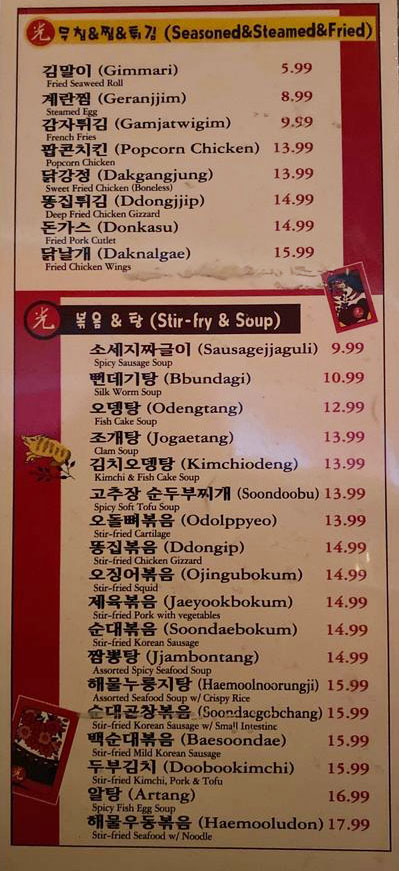 光 무침&찜&튀김 (Seasoned&Steamed&Fried)
김말이 (Gimmari) 5.99
Fried Seaweed Roll
계란찜 (Geranjjim) 8.99
Steamed Egg
감자튀김 (Gamjatwigim) 9.99
French Fries
팝콘치킨 (Popcorn Chicken) 13.99
Popcorn Chicken
닭강정 (Dakgangjung) 13.99
Sweet Fried Chicken (Boneless)
똥집튀김 (Ddongjjip) 14.99
Deep Fried Chicken Gizzard
돈가스 (Donkasu) 14.99
Fried Pork Cutlet
닭날개 (Daknalgae) 15.99
Fried Chicken Wings
光 볶음 & 탕 (Stir-fry & Soup)
소세지짜글이 (Sausagejjaguli) 9.99
Spicy Sausage Soup
뻔데기탕 (Bbundagi) 10.99
Silk Worm Soup
오뎅탕 (Odengtang) 12.99
Fish Cake Soup
조개탕 (Jogaetang) 13.99
Clam Soup
김치오뎅탕 (Kimchiodeng) 13.99
Kimchi & Fish Cake Soup
고추장 순두부찌개 (Soondoobu) 13.99
Spicy Soft Tofu Soup
오돌뼈볶음 (Odolppyeo) 13.99
Stir-fried Cartilage
똥집볶음 (Ddongip) 14.99
Stir-fried Chicken Gizzard
오징어볶음 (Ojingubokum) 14.99
Stir-fried Squid
제육볶음 (Jaeyookbokum) 14.99
Stir-fried Pork with vegetables
순대볶음 (Soondaebokum) 14.99
Stir-fried Korean Sausage
짬뽕탕 (Jjambontang) 14.99
Assorted Spicy Seafood Soup
해물누룽지탕 (Haemoolnoorungji) 15.99
Assorted Seafood Soup w/ Crispy Rice
순대곱창볶음 (Soondaegobchang) 15.99
Stir-fried Korean Sausage w/ Small Intestine
백순대볶음 (Baesoondae) 15.99
Stir-fried Mild Korean Sausage
두부김치 (Doobookimchi) 15.99
Stir-fried Kimchi, Pork & Tofu
알탕 (Artang) 16.99
Spicy Fish Egg Soup
해물우동볶음 (Haemooludon) 17.99
Stir-fried Seafood w/ Noodle